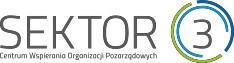 SEKTOR 3
Centrum Wspierania Organizacji Pozarządowych